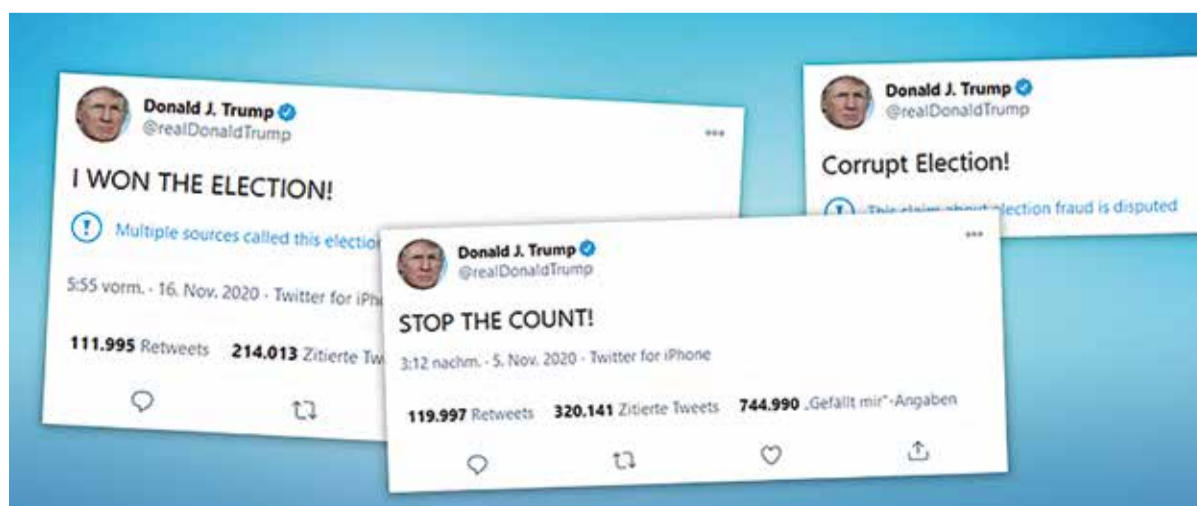 Donald J. Trump
@realDonaldTrump
I WON THE ELECTION!
Multiple sources called this election
5:55 vorm. · 16. Nov. 2020 · Twitter for
111.995 Retweets 214.013 Zitierte
Donald J. Trump
@realDonaldTrump
STOP THE COUNT!
3:12 nachm. · 5. Nov. 2020 · Twitter for iPhone
119.997 Retweets 320.141 Zitierte Tweets 744.990 „Gefällt mir“-Angaben
Donald J. Trump
@realDonaldTrump
Corrupt Election!
This claim about election fraud is disputed